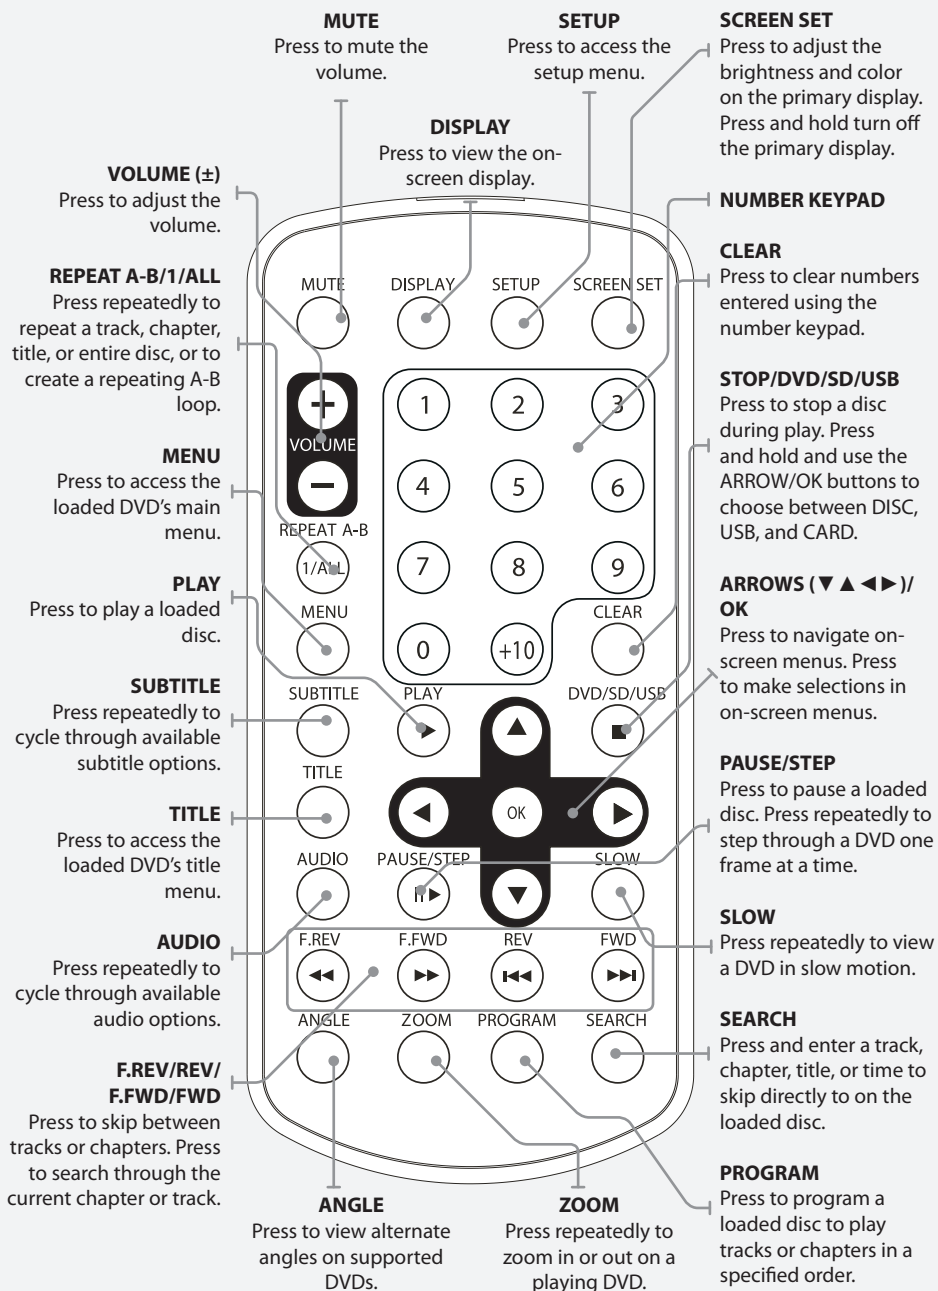 MUTE
Press to mute the
volume.
SETUP
Press to access the
setup menu.
SCREEN SET
Press to adjust the
brightness and color
on the primary display.
Press and hold turn off
the primary display.
DISPLAY
Press to view the on-
screen display.
VOLUME (±)
Press to adjust the
volume.
REPEAT A-B/1/ALL
Press repeatedly to
repeat a track, chapter,
title, or entire disc, or to
create a repeating A-B
loop.
MENU
Press to access the
loaded DVD's main
menu.
PLAY
Press to play a loaded
disc.
SUBTITLE
Press repeatedly to
cycle through available
subtitle options.
TITLE
Press to access the
loaded DVD's title
menu.
AUDIO
Press repeatedly to
cycle through available
audio options.
F.REV/REV/
F.FWD/FWD
Press to skip between
tracks or chapters. Press
to search through the
current chapter or track.
MUTE DISPLAY SETUP SCREEN SET
+ 1 2 3
VOLUME
− 4 5 6
REPEAT A-B
1/ALL 7 8 9
MENU CLEAR
0 +10
SUBTITLE PLAY DVD/SD/USB
TITLE
OK
AUDIO PAUSE/STEP SLOW
F.REV F.FWD REV FWD
ANGLE ZOOM PROGRAM SEARCH
NUMBER KEYPAD
CLEAR
Press to clear numbers
entered using the
number keypad.
STOP/DVD/SD/USB
Press to stop a disc
during play. Press
and hold and use the
ARROW/OK buttons to
choose between DISC,
USB, and CARD.
ARROWS (▼ ▲ ◀ ▶)/
OK
Press to navigate on-
screen menus. Press
to make selections in
on-screen menus.
PAUSE/STEP
Press to pause a loaded
disc. Press repeatedly to
step through a DVD one
frame at a time.
SLOW
Press repeatedly to view
a DVD in slow motion.
SEARCH
Press and enter a track,
chapter, title, or time to
skip directly to on the
loaded disc.
PROGRAM
Press to program a
loaded disc to play
tracks or chapters in a
specified order.
ANGLE
Press to view alternate
angles on supported
DVDs.
ZOOM
Press repeatedly to
zoom in or out on a
playing DVD.